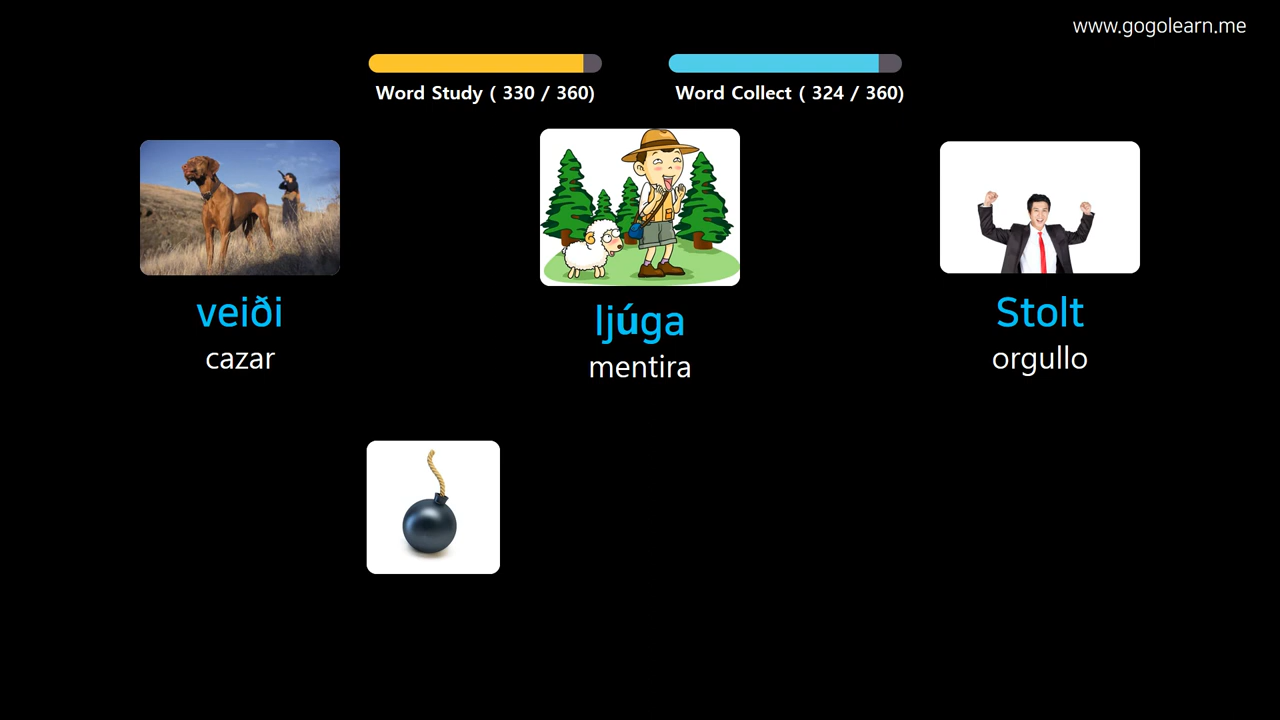 www.gogolearn.me
Word Study ( 330 / 360)
Word Collect ( 324 / 360)
veiði
ljúga
Stolt
cazar
mentira
orgullo